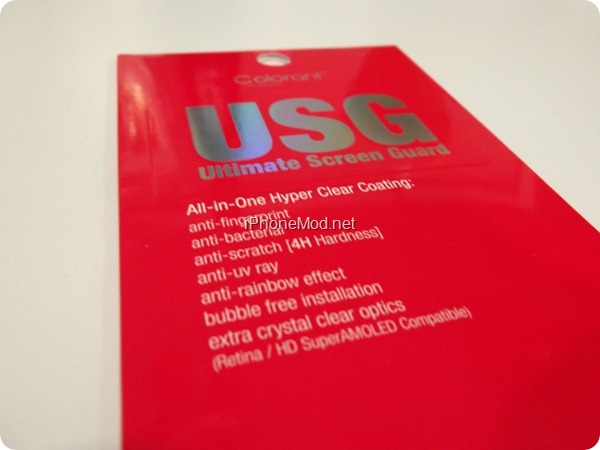 Colorant
USG
Ultimate Screen Guard
All-in-One Hyper Clear Coating:
anti-fingerprint
iPhoneMod.net
anti-bacterial
anti-scratch [4H Hardness]
anti-uv ray
anti-rainbow effect
bubble free installation
extra crystal clear optics
(Retina / HD SuperAMOLED Compatible)